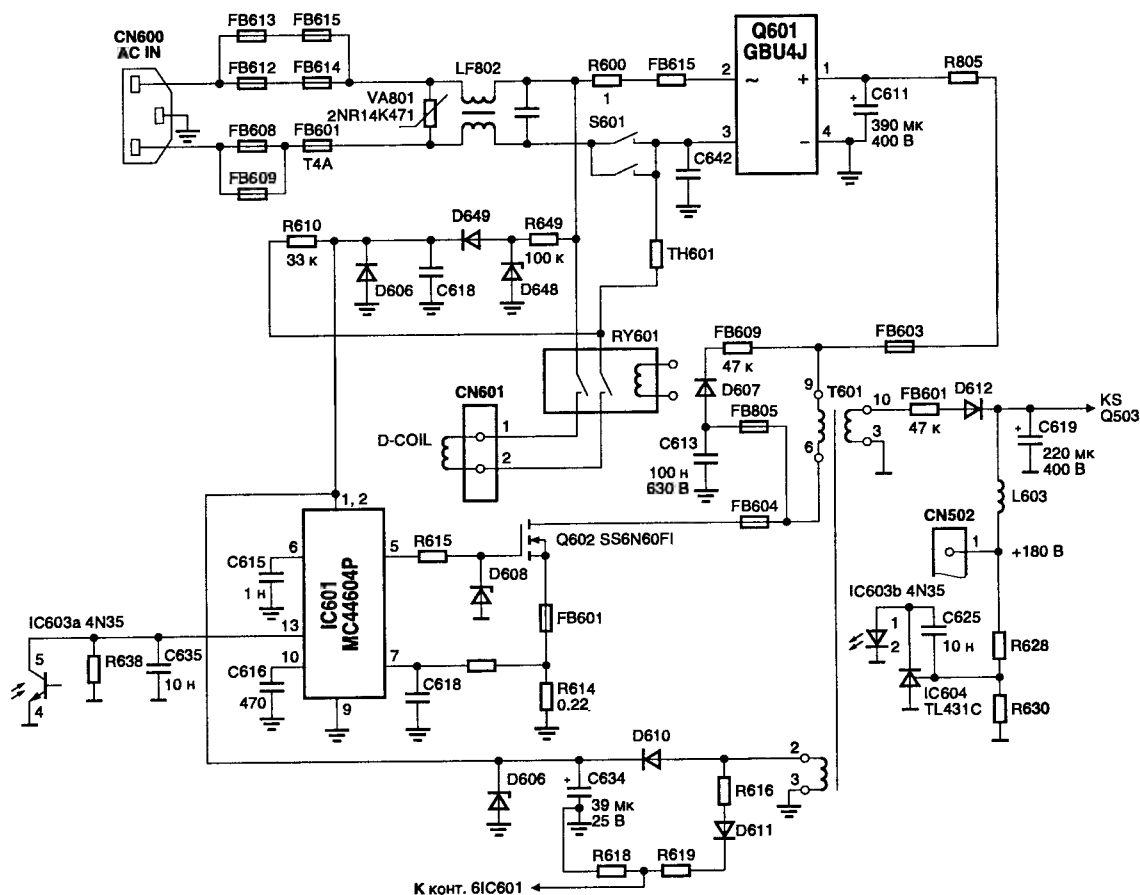 CN600
AC IN
FB613
FB615
FB612
FB614
FB608
FB601
T4A
FB609
VA801
2NR14K471
LF802
R600
1
FB615
S601
C642
Q601
GBU4J
2
~
3
1
+
4
−
+
C611
390 мк
400 В
R805
R610
33 к
D649
R649
100 к
D606
C618
D648
TH601
RY601
CN601
D-COIL
1
2
FB609
47 к
D607
FB805
C613
100 н
630 В
FB603
9
T601
6
10
3
FB601
47 к
D612
KS
Q503
+
C619
220 мк
400 В
L603
CN502
1
+180 В
FB604
Q602 SS6N60FI
R615
D608
FB601
R614
0.22
1, 2
6
5
IC601
MC44604P
13
10
7
9
C615
1 н
IC603a 4N35
5
4
R638
C635
10 н
C616
470
C618
IC603b 4N35
1
2
C625
10 н
IC604
TL431C
R628
R630
D610
2
3
D606
+
C634
39 мк
25 В
R616
D611
R618
R619
К конт. 6IC601